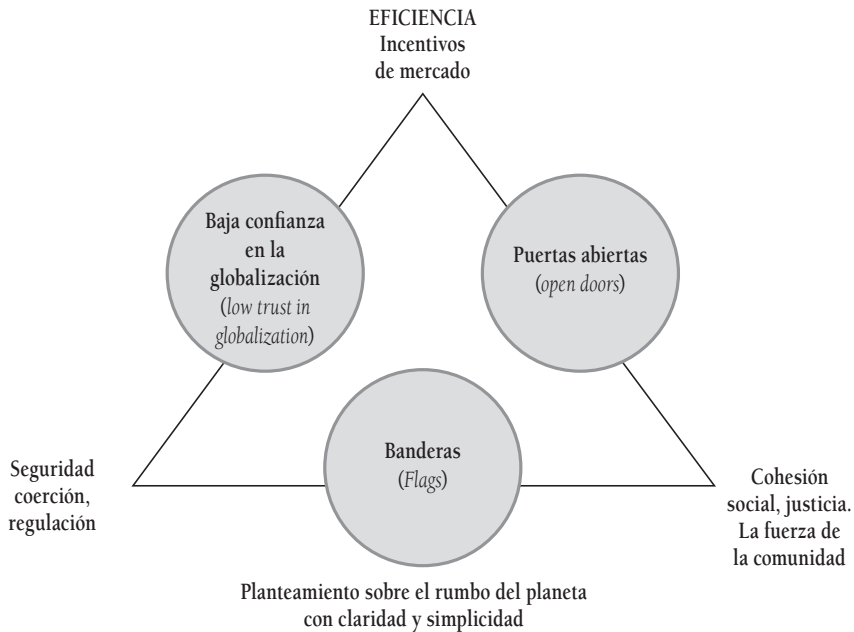 EFICIENCIA
Incentivos
de mercado
Baja confianza
en la
globalización
(low trust in
globalization)
Puertas abiertas
(open doors)
Banderas
(Flags)
Seguridad
coerción,
regulación
Cohesión
social, justicia.
La fuerza de
la comunidad
Planteamiento sobre el rumbo del planeta
con claridad y simplicidad